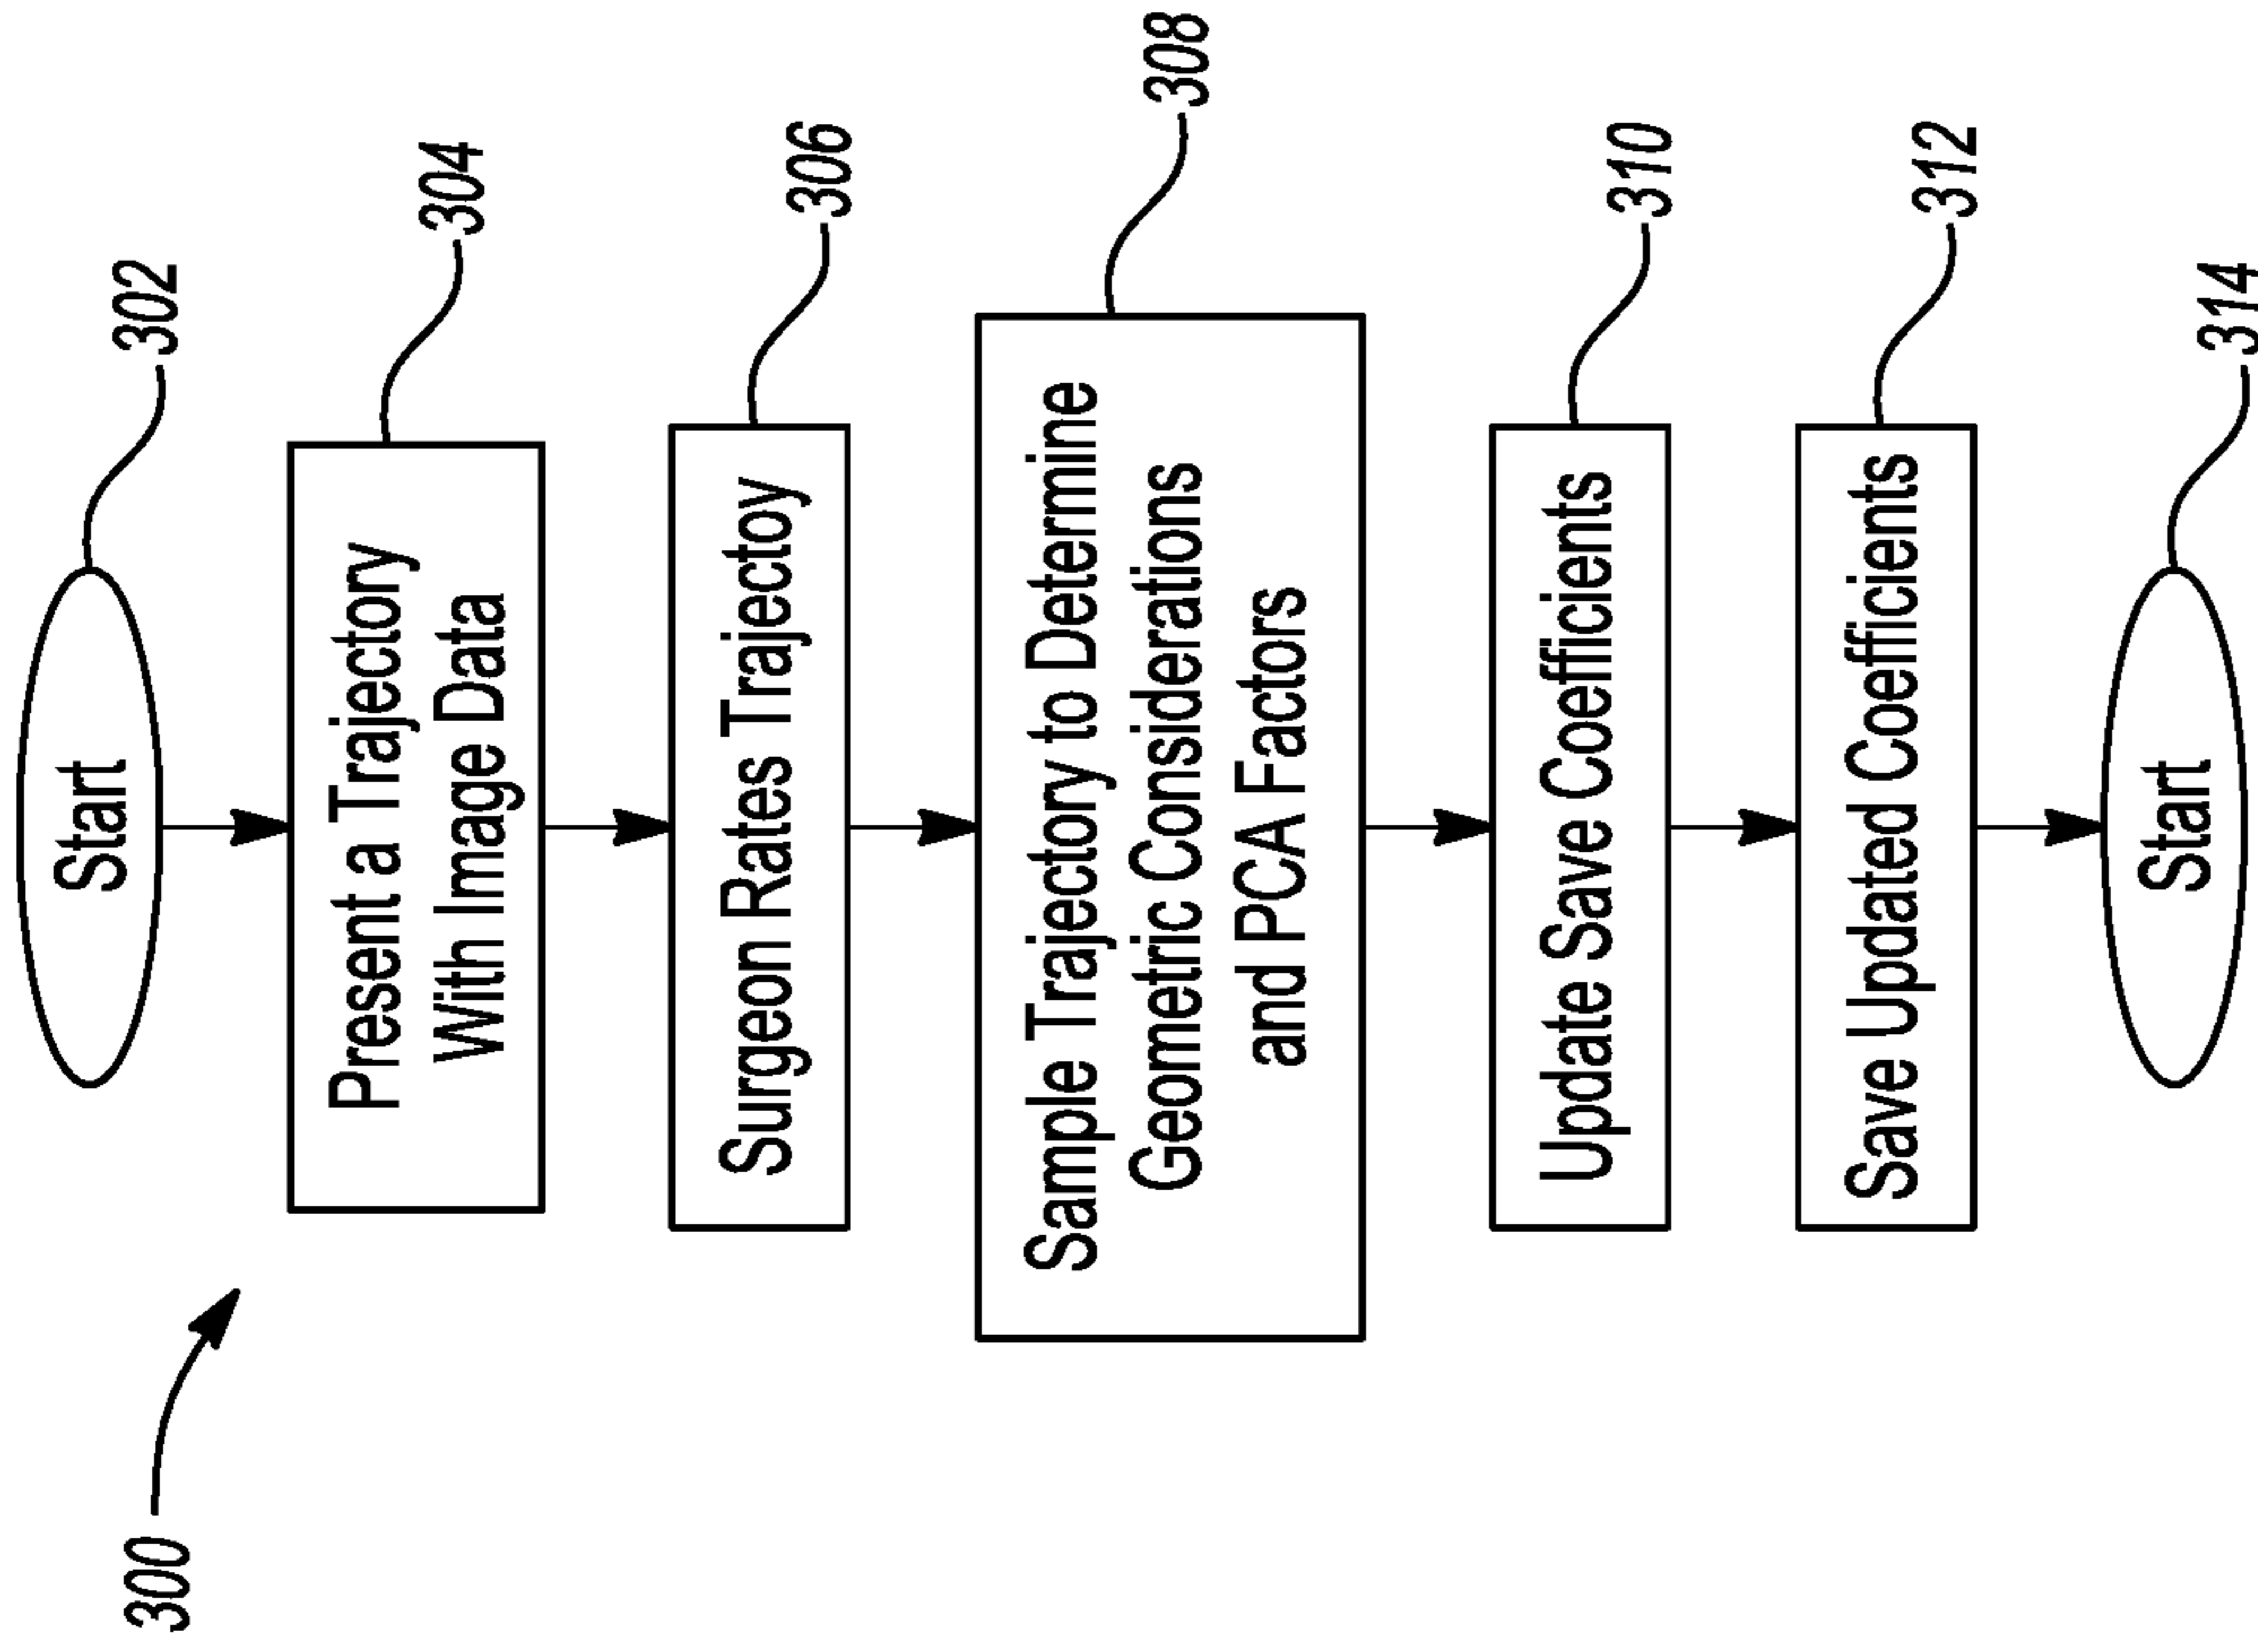 300
Start
302
Present a Trajectory
With Image Data
304
Surgeon Rates Trajectory
306
Sample Trajectory to Determine
Geometric Considerations
and PCA Factors
308
Update Save Coefficients
310
Save Updated Coefficients
312
Start
314